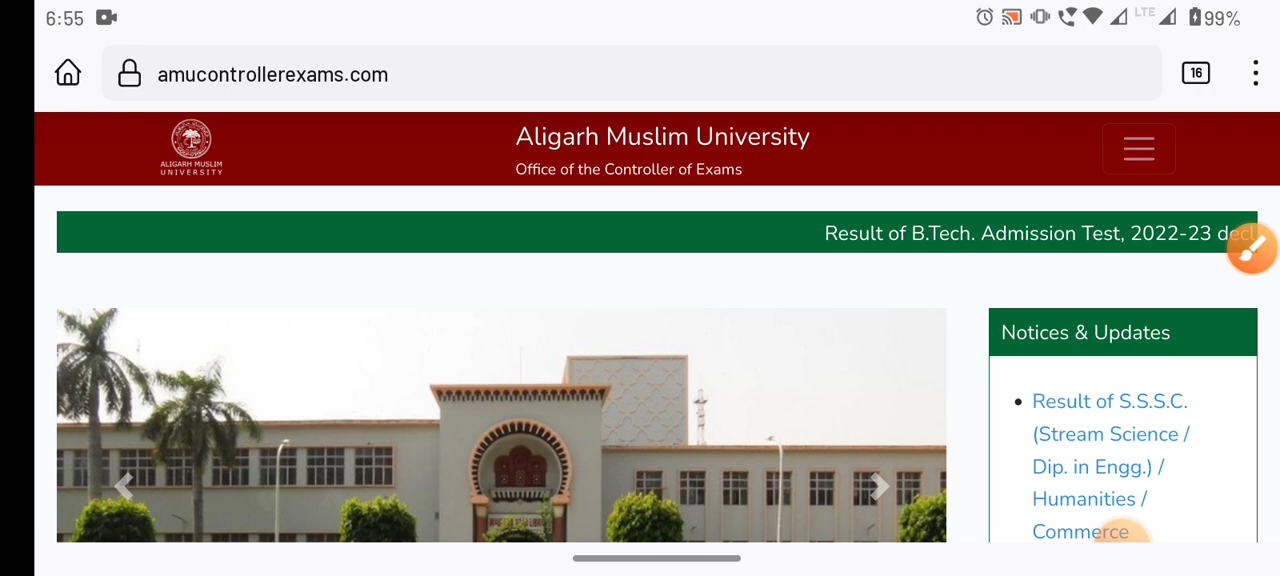 6:55
LTE
99%
amucontrollerexams.com
16
ALIGARH MUSLIM
UNIVERSITY
Aligarh Muslim University
Office of the Controller of Exams
Result of B.Tech. Admission Test, 2022-23 decl
Notices & Updates
Result of S.S.S.C.
(Stream Science /
Dip. in Engg.) /
Humanities /
Commerce